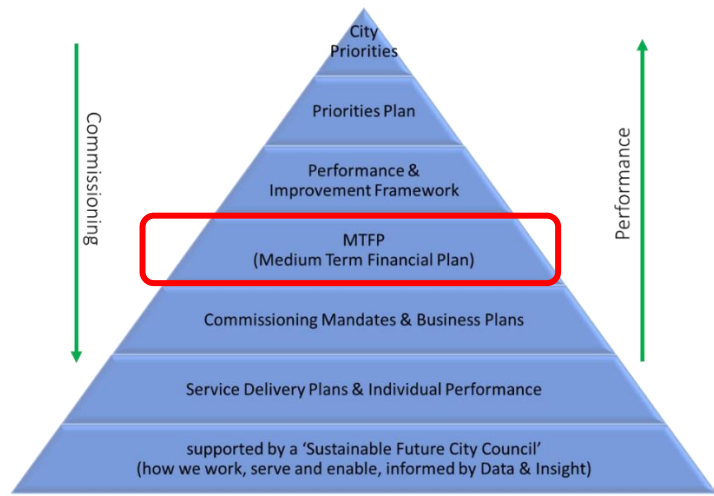 City
Priorities
Priorities Plan
Performance &
Improvement Framework
MTFP
(Medium Term Financial Plan)
Commissioning Mandates & Business Plans
Service Delivery Plans & Individual Performance
supported by a ‘Sustainable Future City Council’
(how we work, serve and enable, informed by Data & Insight)
Commissioning
Performance